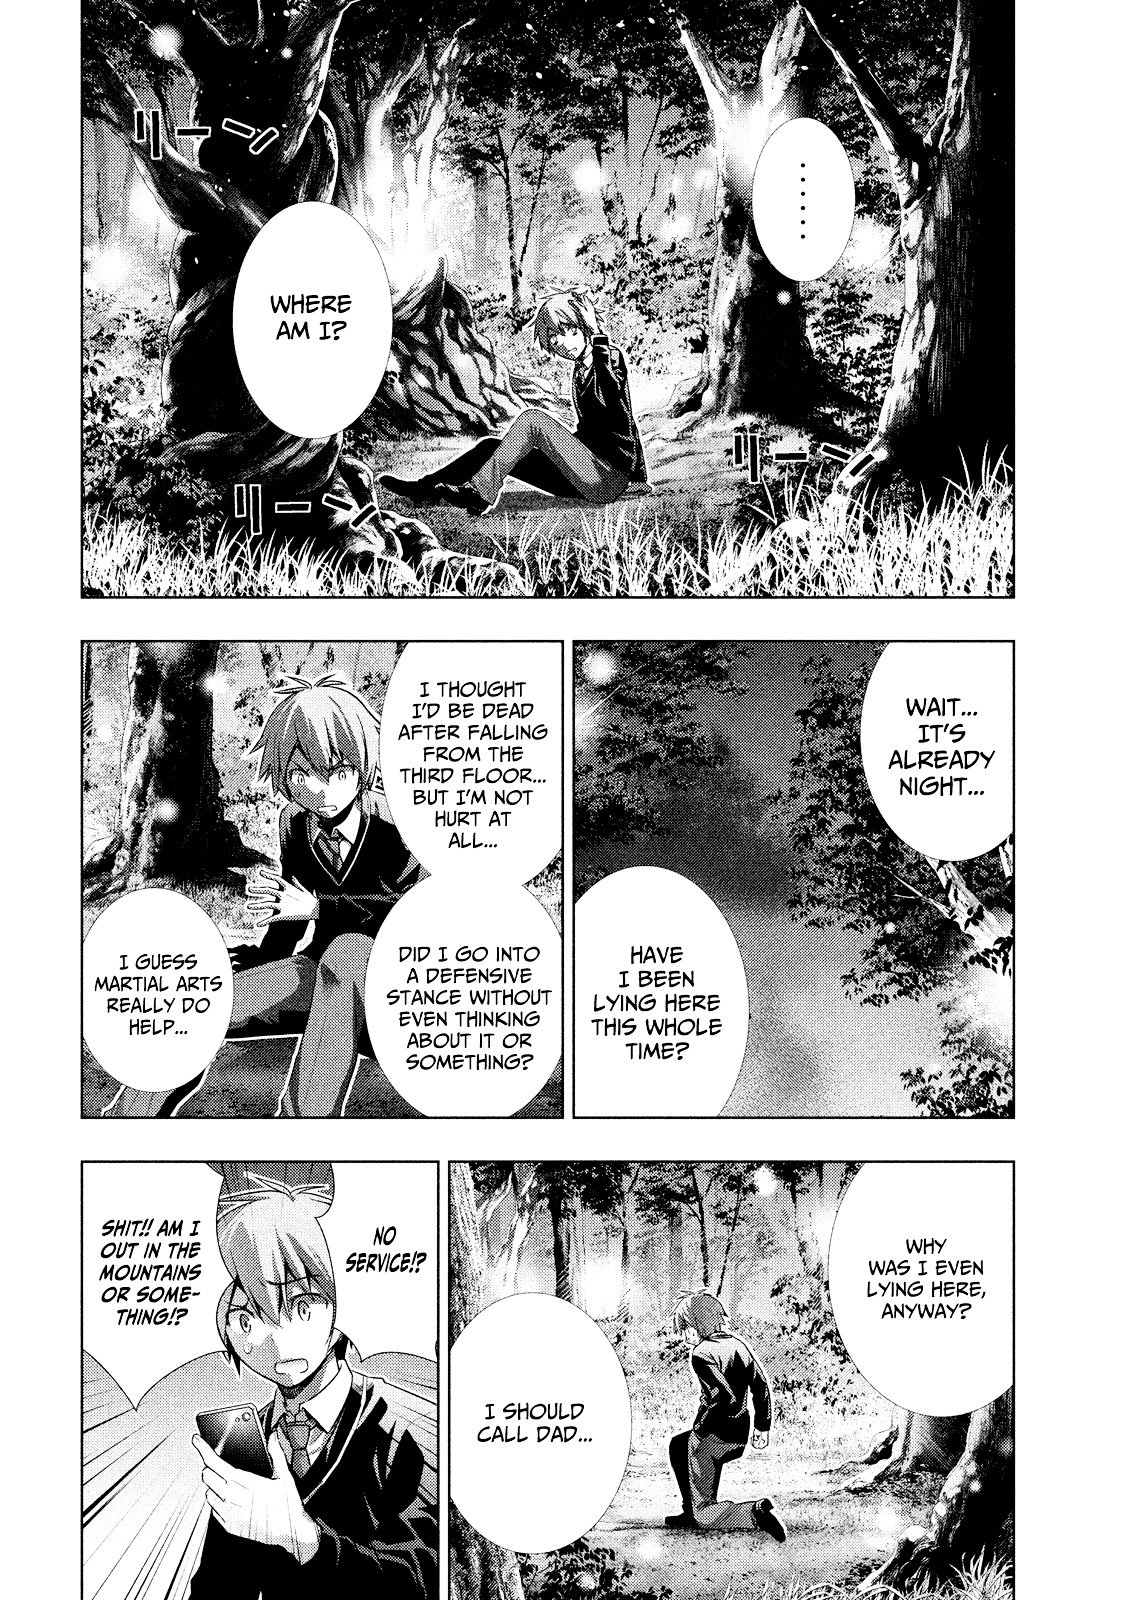 ......
リーン
WHERE
AM I?
リーン
リーン
WAIT...
IT'S
ALREADY
NIGHT...
HAVE
I BEEN
LYING HERE
THIS WHOLE
TIME?
I THOUGHT
I'D BE DEAD
AFTER FALLING
FROM THE
THIRD FLOOR...
BUT I'M NOT
HURT AT
ALL...
DID I GO INTO
A DEFENSIVE
STANCE WITHOUT
EVEN THINKING
ABOUT IT OR
SOMETHING?
I GUESS
MARTIAL ARTS
REALLY DO
HELP...
WHY
WAS I EVEN
LYING HERE,
ANYWAY?
I SHOULD
CALL DAD...
NO
SERVICE!?
SHIT!! AM I
OUT IN THE
MOUNTAINS
OR SOME-
THING!?